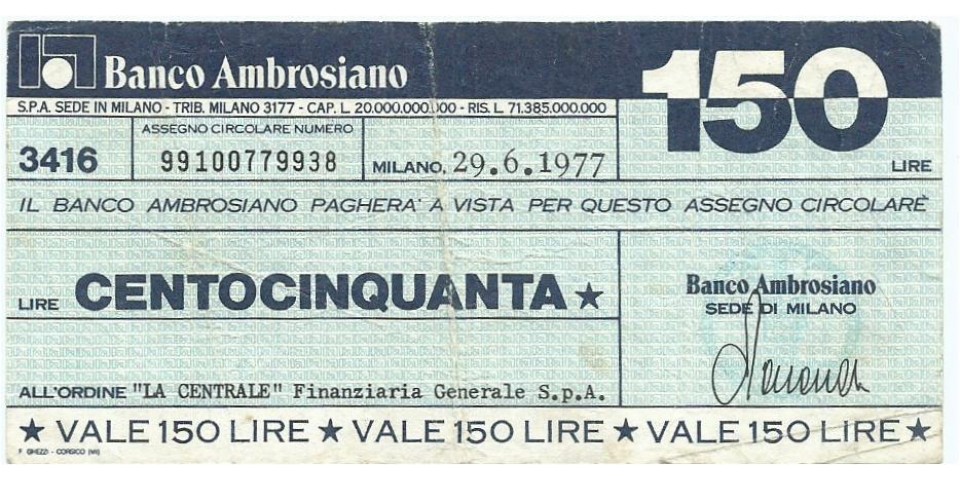 Banco Ambrosiano
150
S.P.A. SEDE IN MILANO - TRIB. MILANO 3177 - CAP. L. 20.000.000.000 - RIS. L. 71.385.000.000
ASSEGNO CIRCOLARE NUMERO
3416 99100779938 MILANO, 29.6.1977
LIRE
IL BANCO AMBROSIANO PAGHERA' A VISTA PER QUESTO ASSEGNO CIRCOLARE
LIRE CENTOCINQUANTA ★
Banco Ambrosiano
SEDE DI MILANO
ALL'ORDINE "LA CENTRALE" Finanziaria Generale S.p.A.
★ VALE 150 LIRE ★ VALE 150 LIRE ★ VALE 150 LIRE ★
F. GHEZZI - CORSICO (MI)